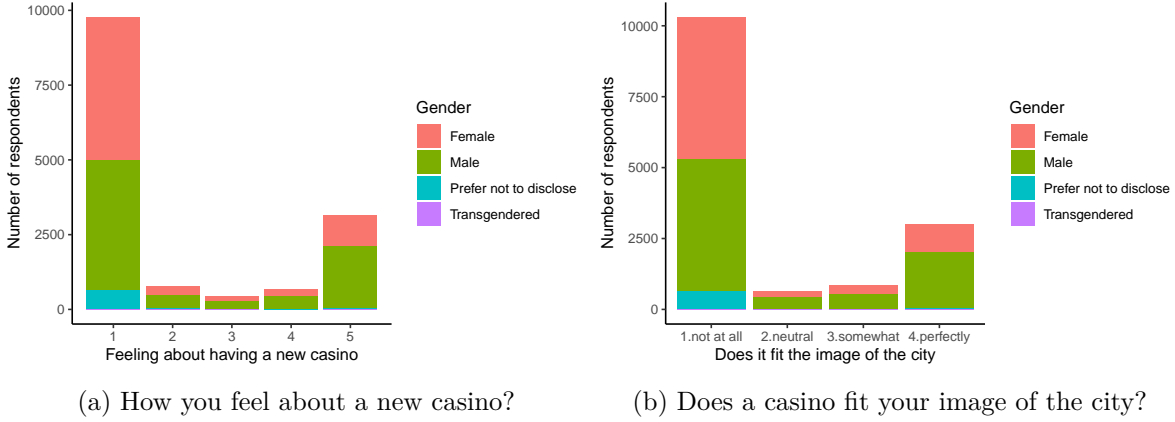 10000
7500
5000
2500
0
Number of respondents
1 2 3 4 5
Feeling about having a new casino
Gender
Female
Male
Prefer not to disclose
Transgendered
(a) How you feel about a new casino?
10000
7500
5000
2500
0
Number of respondents
1.not at all 2.neutral 3.somewhat 4.perfectly
Does it fit the image of the city
Gender
Female
Male
Prefer not to disclose
Transgendered
(b) Does a casino fit your image of the city?